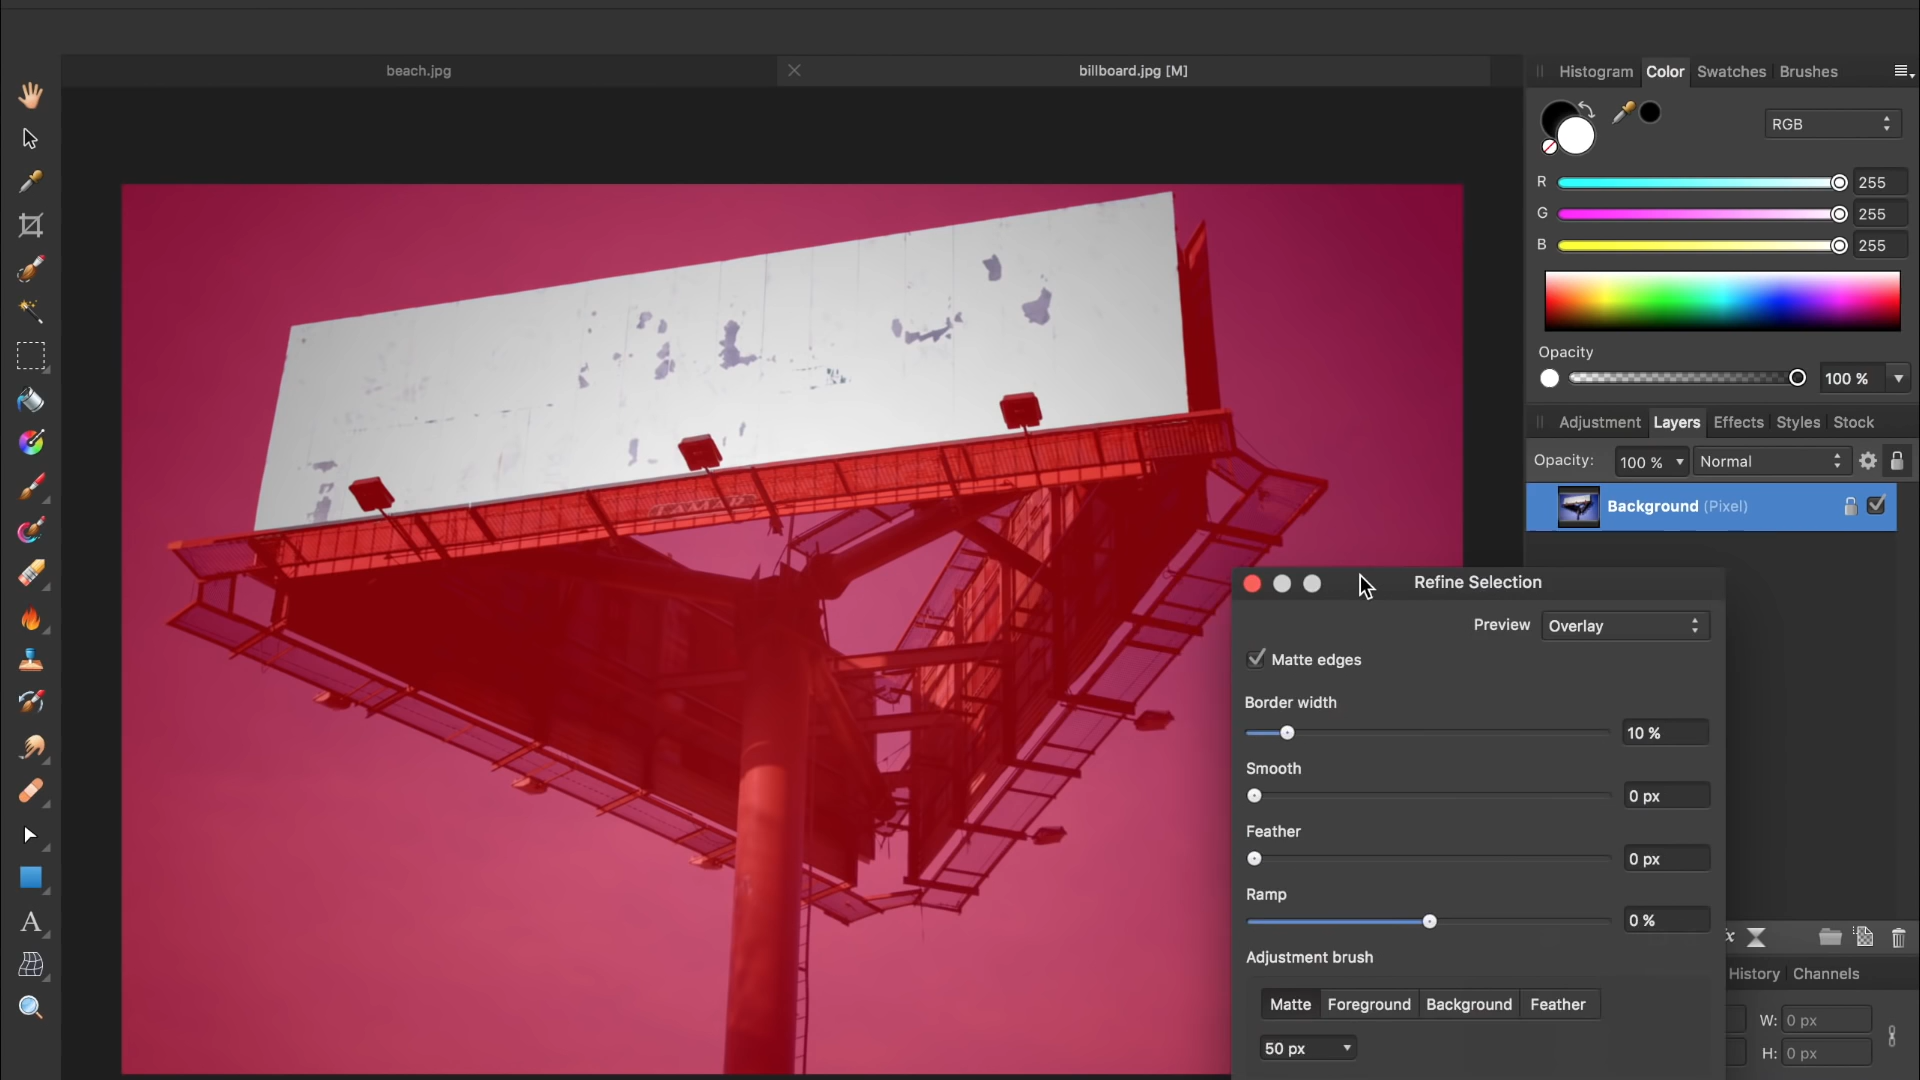 beach.jpg
billboard.jpg [M]
Histogram Color Swatches Brushes
RGB
R 255
G 255
B 255
Opacity
100 %
Adjustment Layers Effects Styles Stock
Opacity: 100 % Normal
Background (Pixel)
Refine Selection
Preview Overlay
Matte edges
Border width
10 %
Smooth
0 px
Feather
0 px
Ramp
0 %
Adjustment brush
Matte Foreground Background Feather
50 px
History Channels
W: 0 px
H: 0 px
A